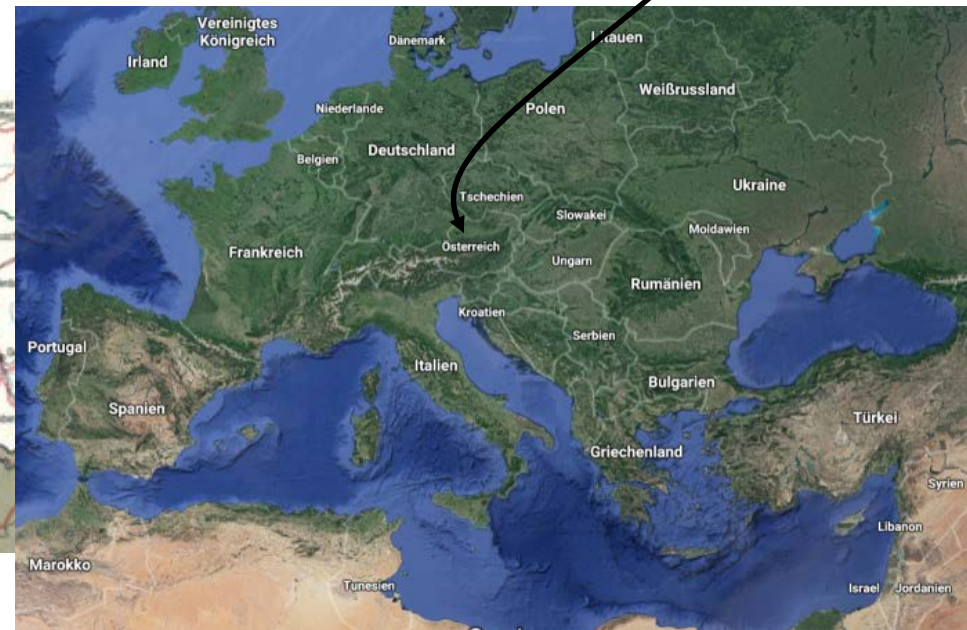 Vereinigtes
Königreich
Irland
Dänemark
Litauen
Weißrussland
Niederlande
Polen
Belgien
Deutschland
Ukraine
Tschechien
Slowakei
Moldawien
Österreich
Frankreich
Ungarn
Rumänien
Kroatien
Serbien
Portugal
Italien
Bulgarien
Spanien
Türkei
Griechenland
Syrien
Libanon
Marokko
Tunesien
Israel
Jordanien